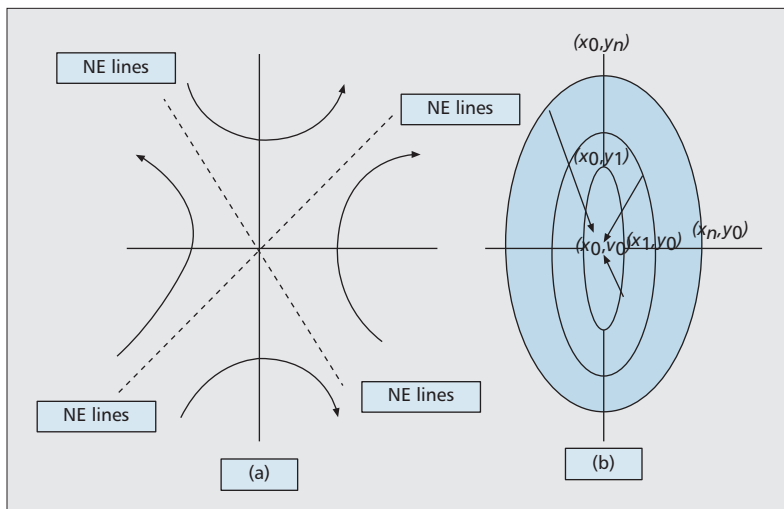 NE lines
NE lines
NE lines
NE lines
(a)
(x0,yn)
(x0,y1)
(x0,v0)
(x1,y0)
(xn,y0)
(b)